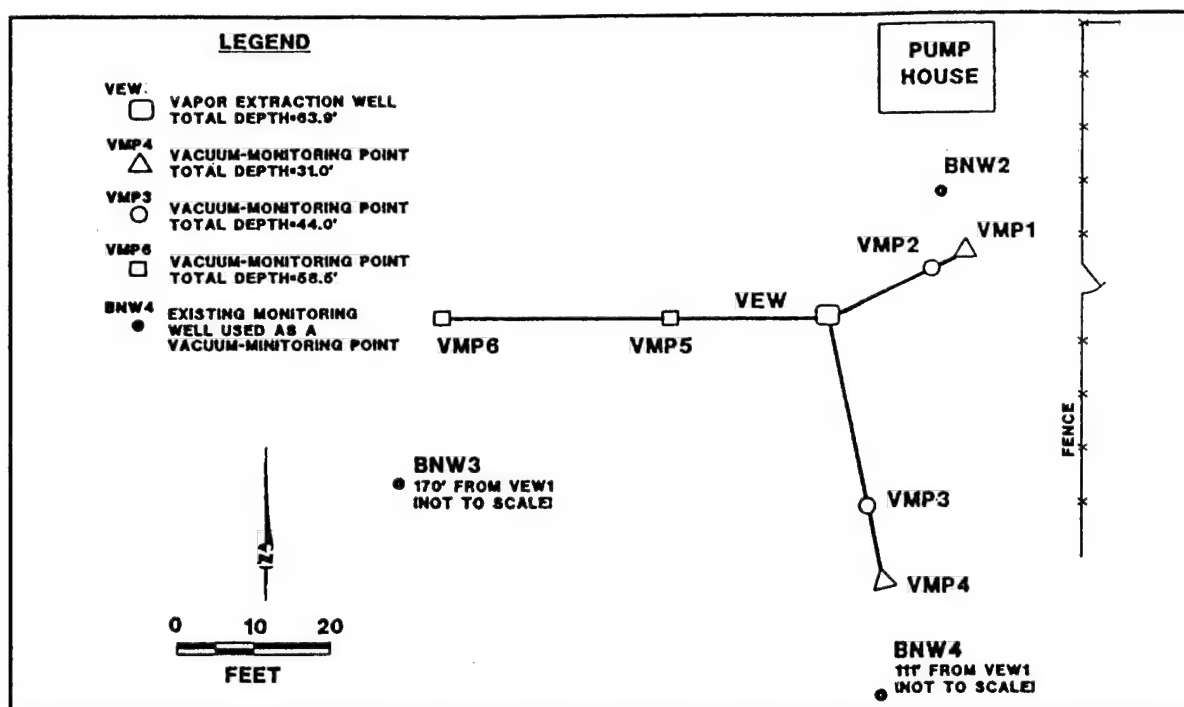 LEGEND
VEW
VAPOR EXTRACTION WELL
TOTAL DEPTH=63.9'
VMP4
VACUUM-MONITORING POINT
TOTAL DEPTH=31.0'
VMP3
VACUUM-MONITORING POINT
TOTAL DEPTH=44.0'
VMP6
VACUUM-MONITORING POINT
TOTAL DEPTH=58.5'
BNW4
EXISTING MONITORING
WELL USED AS A
VACUUM-MINITORING POINT
PUMP
HOUSE
BNW2
VMP1
VMP2
VEW
VMP6
VMP5
FENCE
BNW3
170' FROM VEW1
(NOT TO SCALE)
VMP3
VMP4
N
0 10 20
FEET
BNW4
111' FROM VEW1
(NOT TO SCALE)